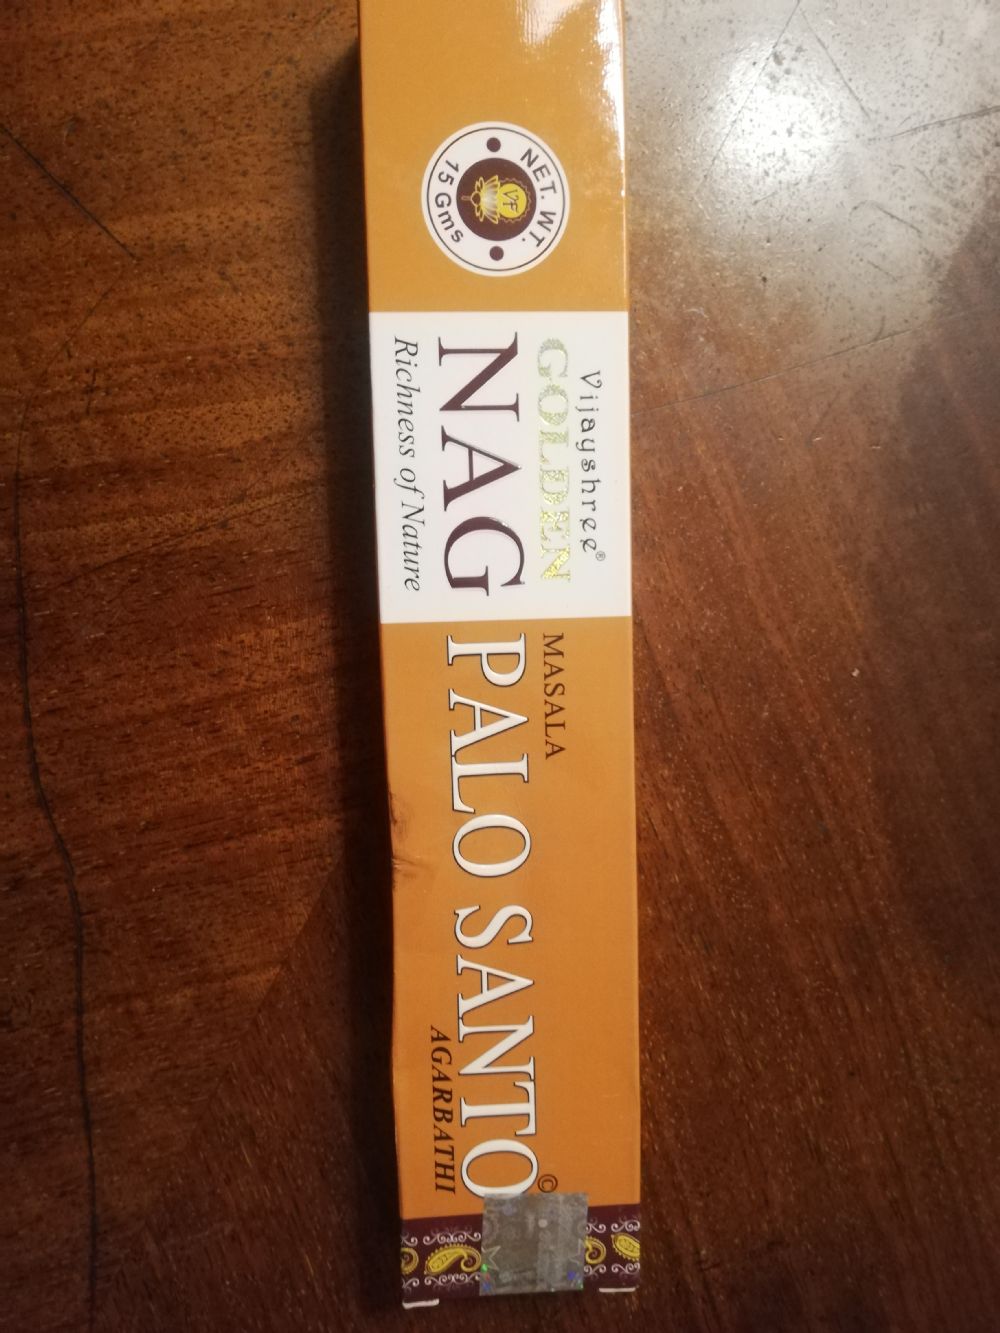 NET. WT.
VF
15 Gms
Vijayshree®
GOLDEN
NAG
Richness of Nature
MASALA
PALO SANTO©
AGARBATHI